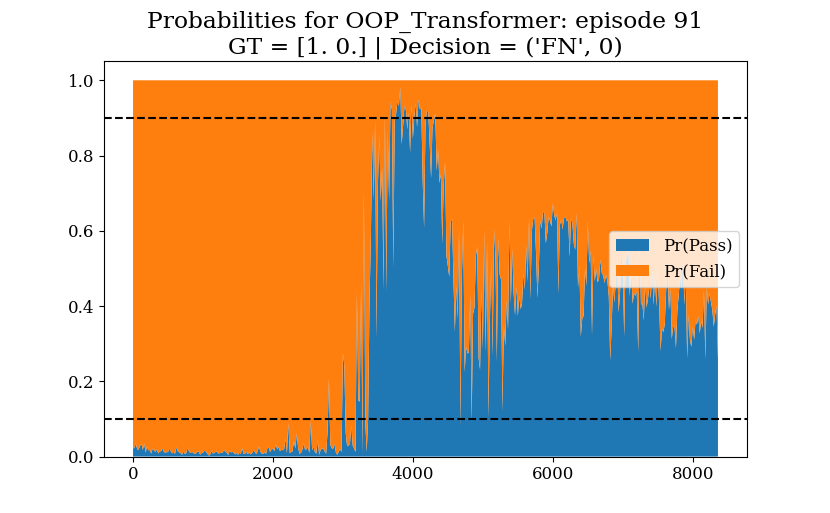 Probabilities for OOP_Transformer: episode 91
GT = [1. 0.] | Decision = ('FN', 0)
1.0
0.8
0.6
0.4
0.2
0.0
Pr(Pass)
Pr(Fail)
0
2000
4000
6000
8000